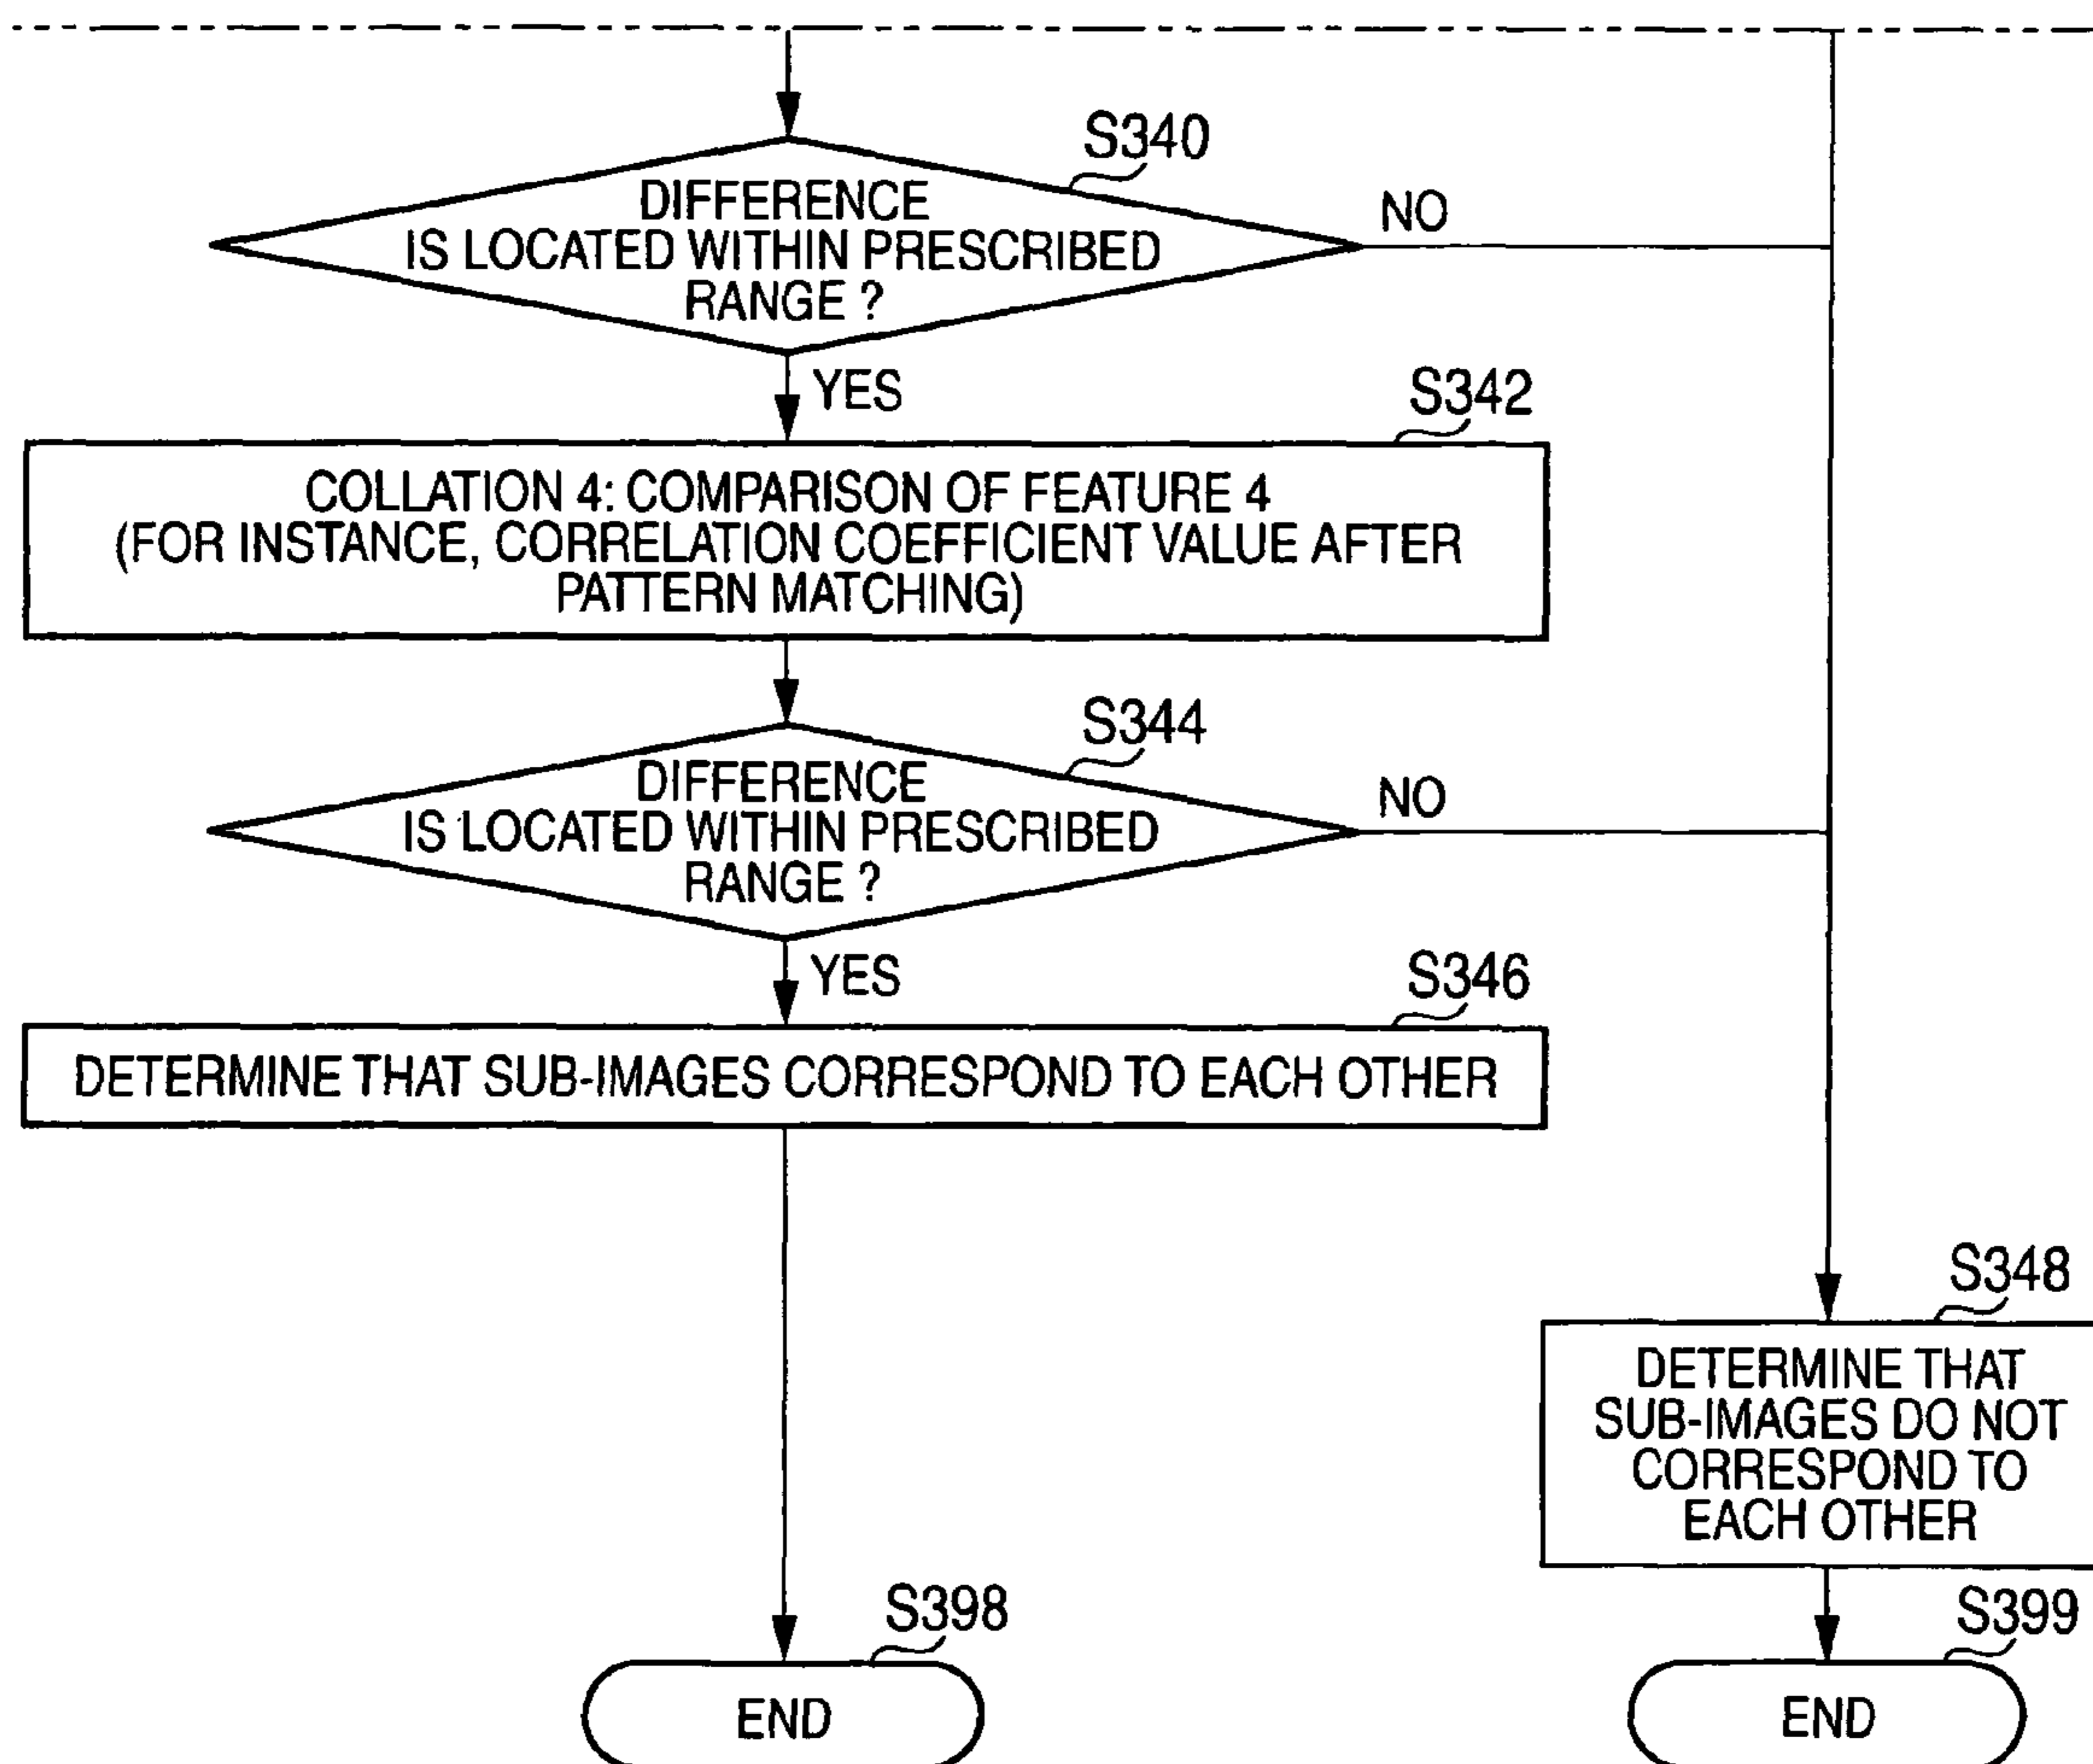 S340
DIFFERENCE
IS LOCATED WITHIN PRESCRIBED
RANGE ?
NO
YES
S342
COLLATION 4: COMPARISON OF FEATURE 4
(FOR INSTANCE, CORRELATION COEFFICIENT VALUE AFTER
PATTERN MATCHING)
S344
DIFFERENCE
IS LOCATED WITHIN PRESCRIBED
RANGE ?
NO
YES
S346
DETERMINE THAT SUB-IMAGES CORRESPOND TO EACH OTHER
S348
DETERMINE THAT
SUB-IMAGES DO NOT
CORRESPOND TO
EACH OTHER
S398
END
S399
END